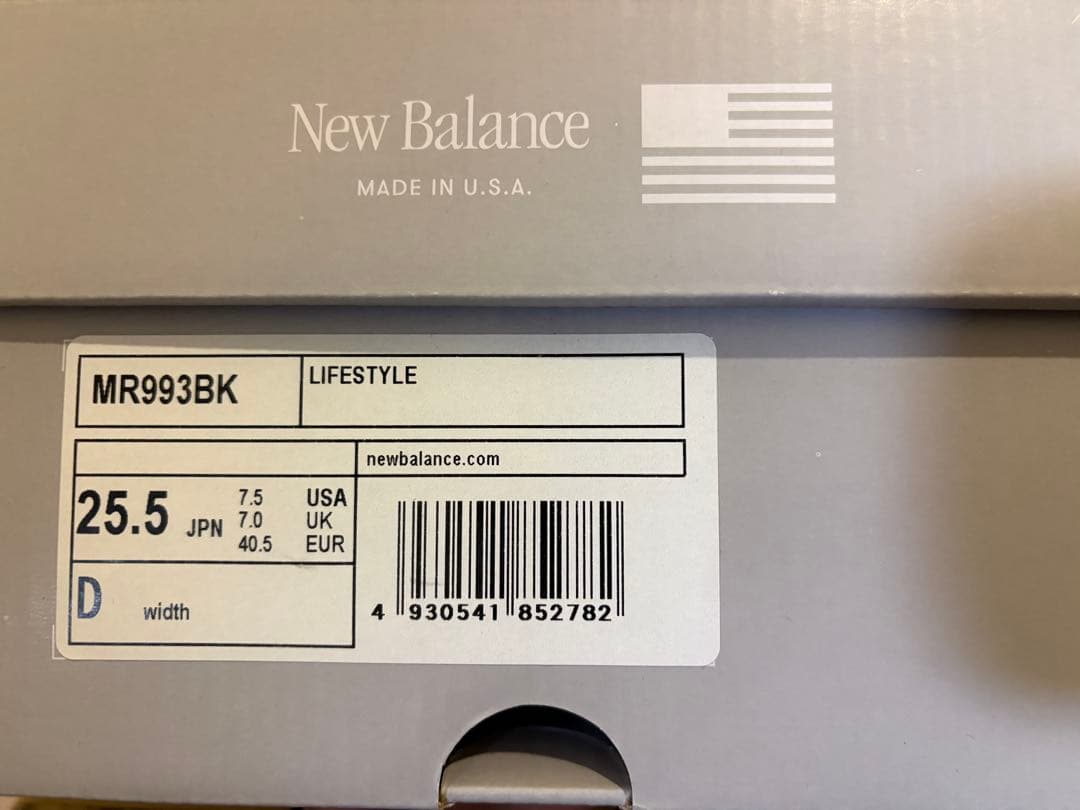 New Balance
MADE IN U.S.A.
MR993BK
LIFESTYLE
newbalance.com
25.5 JPN
7.5 USA
7.0 UK
40.5 EUR
D width
4 930541 852782